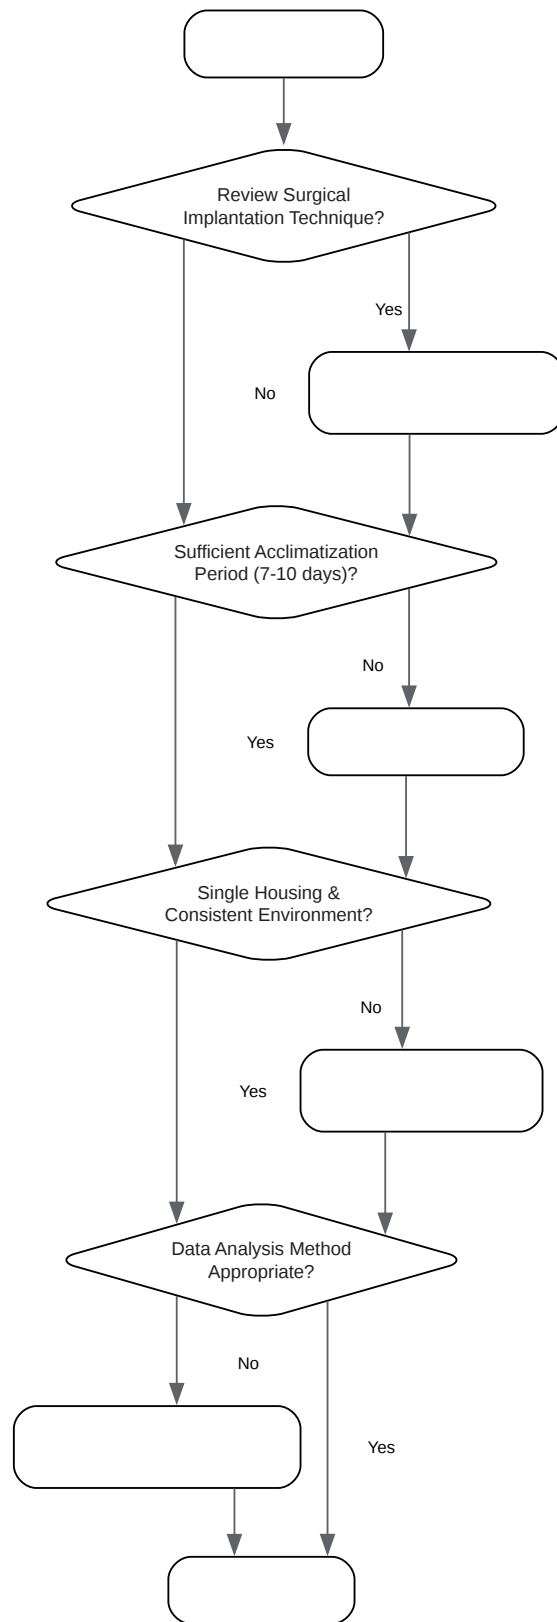 Review Surgical
Implantation Technique?
Yes
No
Sufficient Acclimatization
Period (7-10 days)?
No
Yes
Single Housing &
Consistent Environment?
No
Yes
Data Analysis Method
Appropriate?
No
Yes